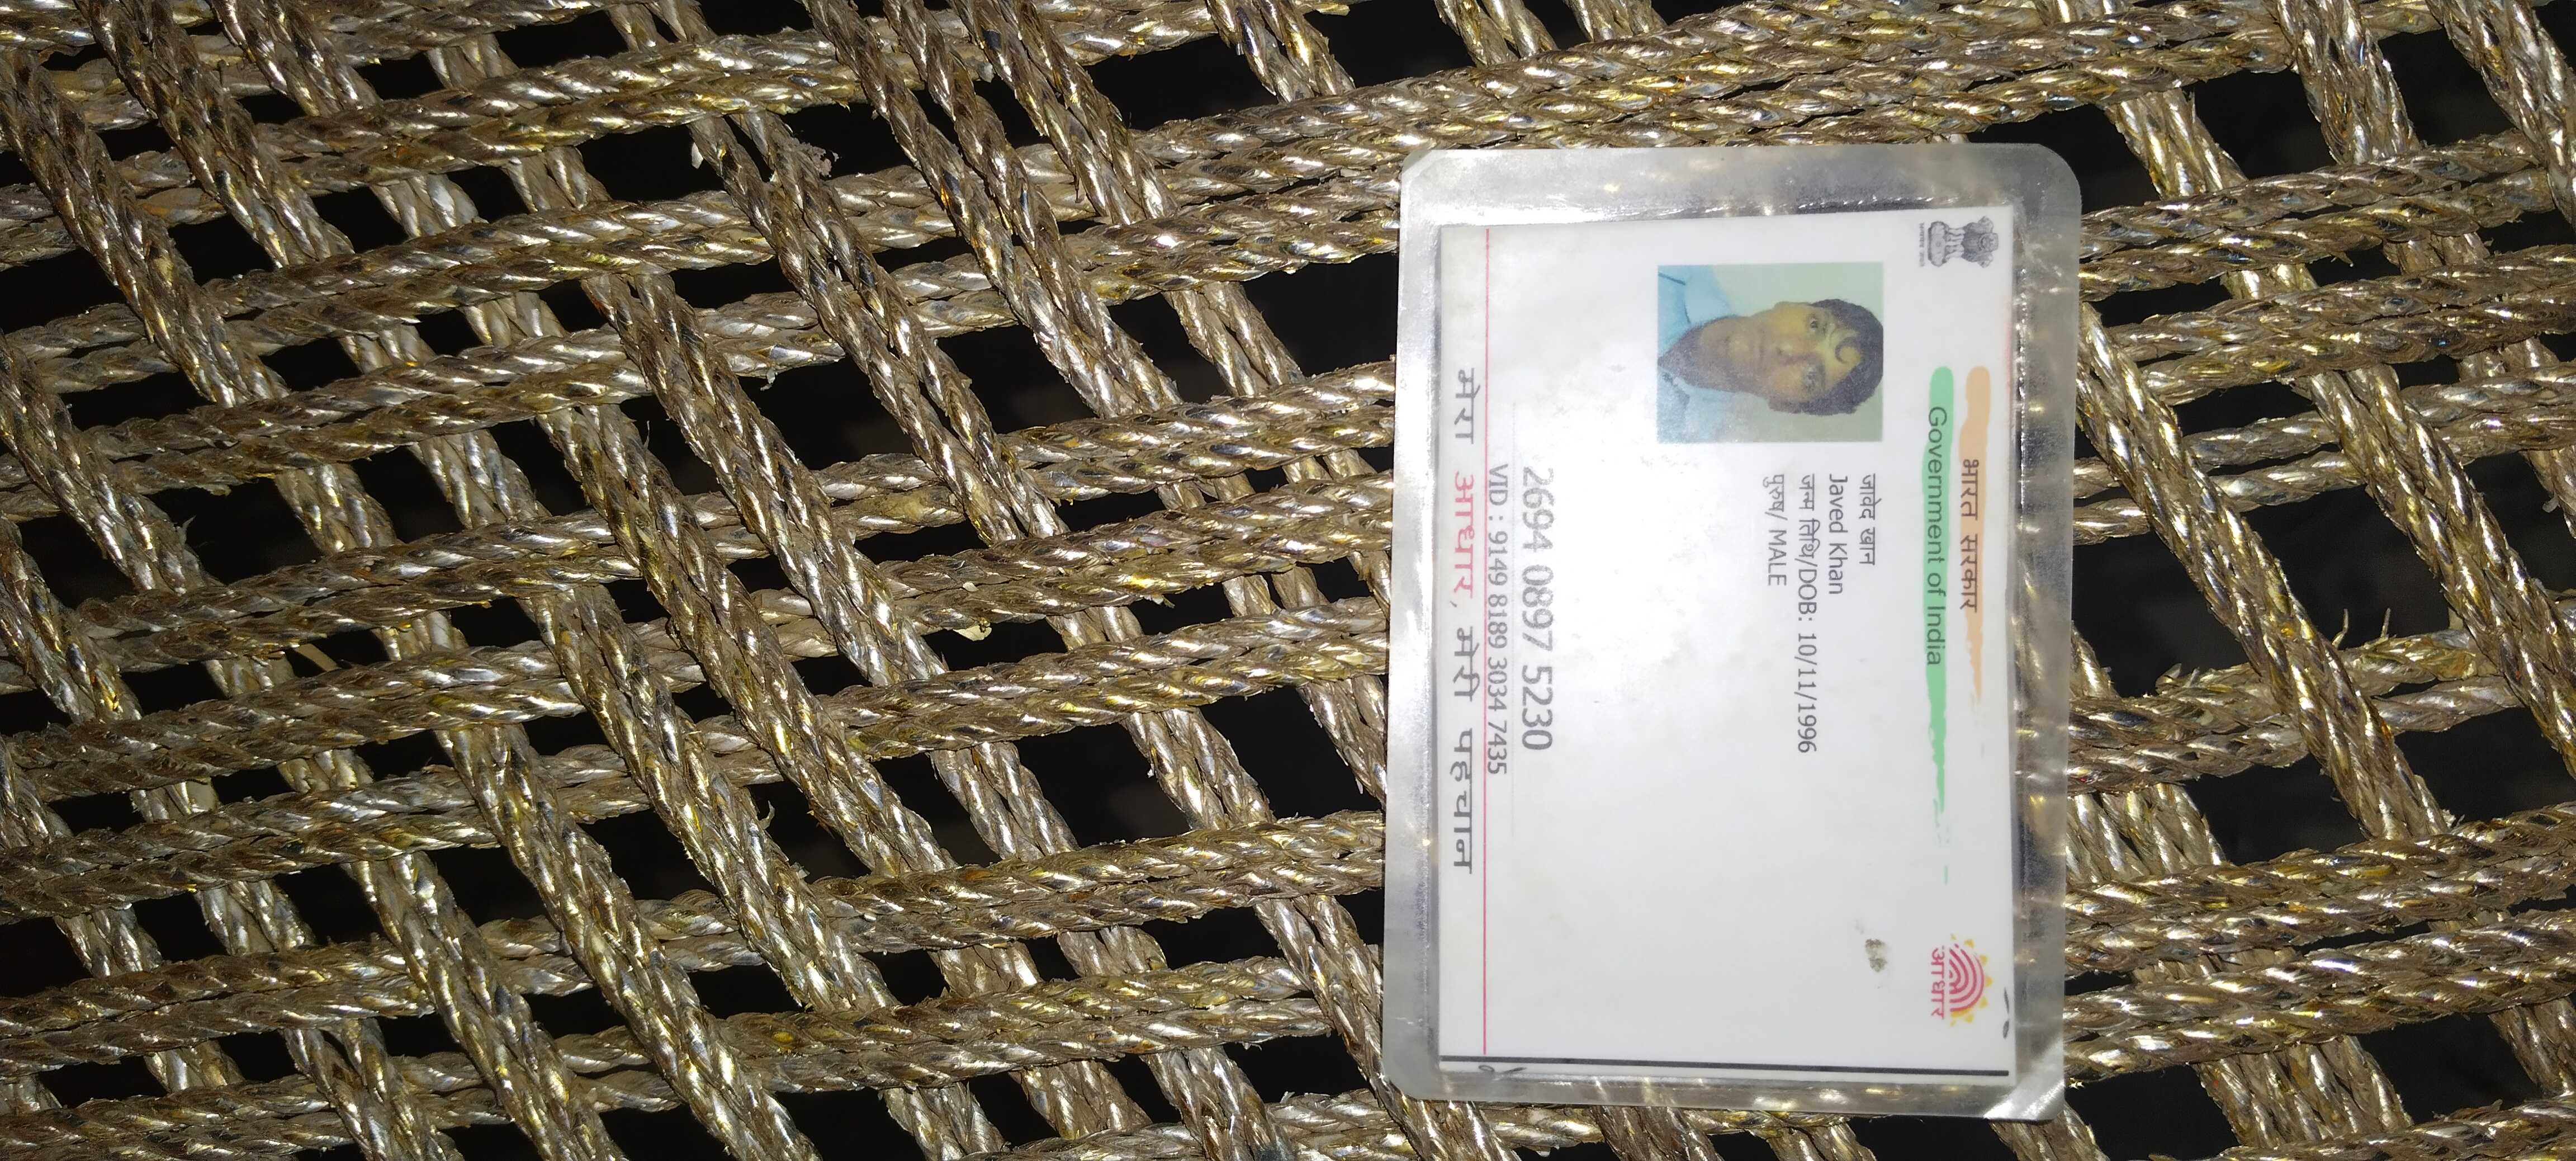 भारत सरकार
Government of India
आधार
जावेद खान
Javed Khan
जन्म तिथि/DOB: 10/11/1996
पुरुष/ MALE
2694 0897 5230
VID : 9149 8189 3034 7435
मेरा आधार, मेरी पहचान